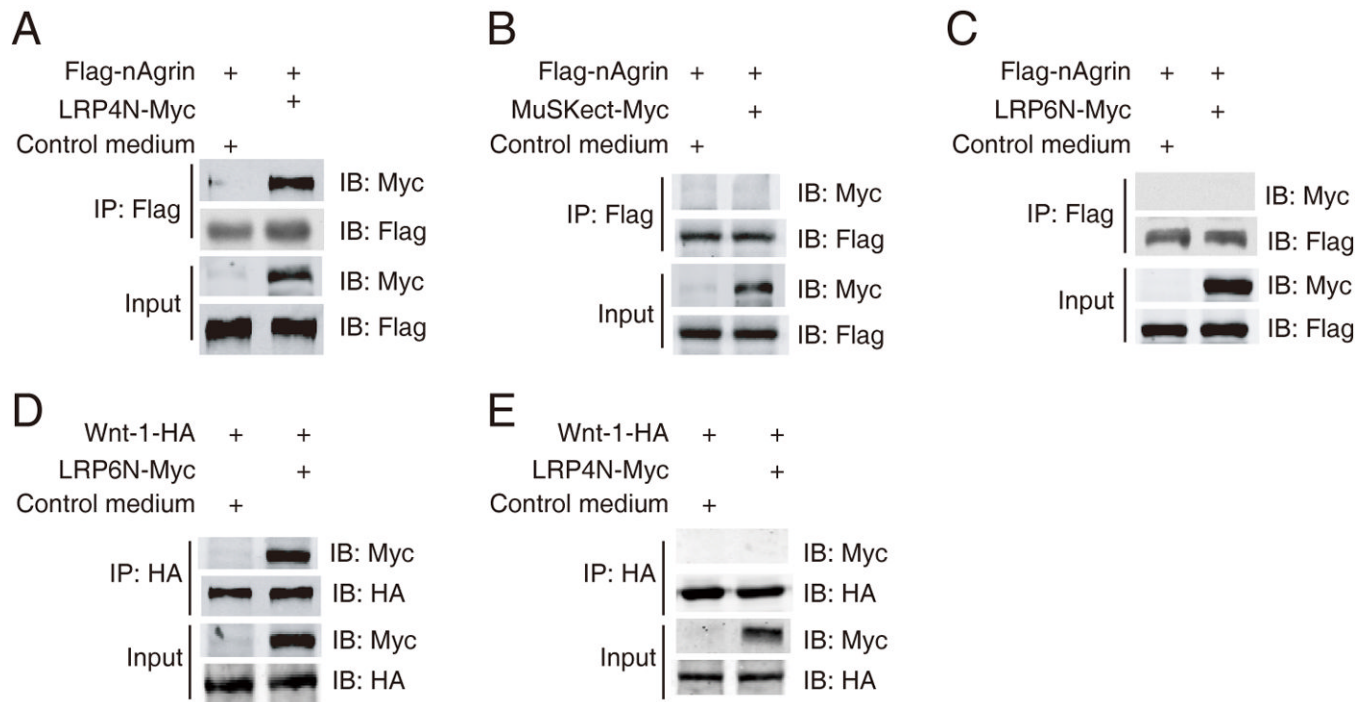 A
Flag-nAgrin + +
LRP4N-Myc +
Control medium +
IP: Flag
IB: Myc
IB: Flag
Input
IB: Myc
IB: Flag
B
Flag-nAgrin + +
MuSKect-Myc +
Control medium +
IP: Flag
IB: Myc
IB: Flag
Input
IB: Myc
IB: Flag
C
Flag-nAgrin + +
LRP6N-Myc +
Control medium +
IP: Flag
IB: Myc
IB: Flag
Input
IB: Myc
IB: Flag
D
Wnt-1-HA + +
LRP6N-Myc +
Control medium +
IP: HA
IB: Myc
IB: HA
Input
IB: Myc
IB: HA
E
Wnt-1-HA + +
LRP4N-Myc +
Control medium +
IP: HA
IB: Myc
IB: HA
Input
IB: Myc
IB: HA